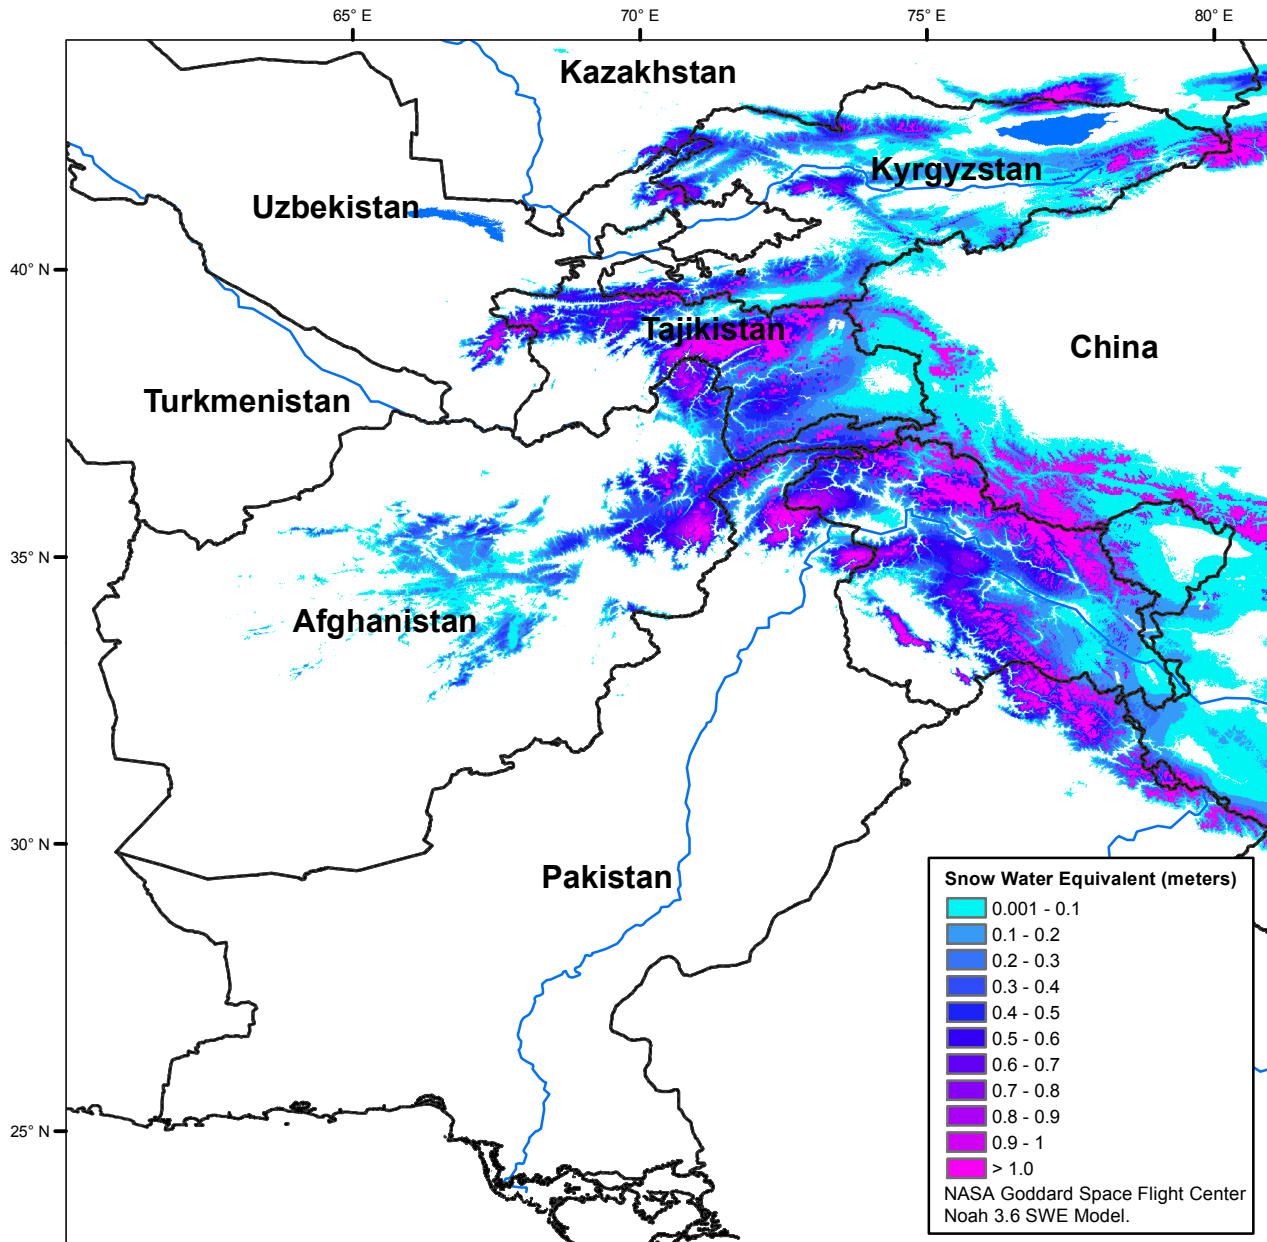 65° E
70° E
75° E
80° E
Kazakhstan
Kyrgyzstan
Uzbekistan
40° N
Tajikistan
China
Turkmenistan
35° N
Afghanistan
30° N
Pakistan
25° N
Snow Water Equivalent (meters)
0.001 - 0.1
0.1 - 0.2
0.2 - 0.3
0.3 - 0.4
0.4 - 0.5
0.5 - 0.6
0.6 - 0.7
0.7 - 0.8
0.8 - 0.9
0.9 - 1
> 1.0
NASA Goddard Space Flight Center
Noah 3.6 SWE Model.